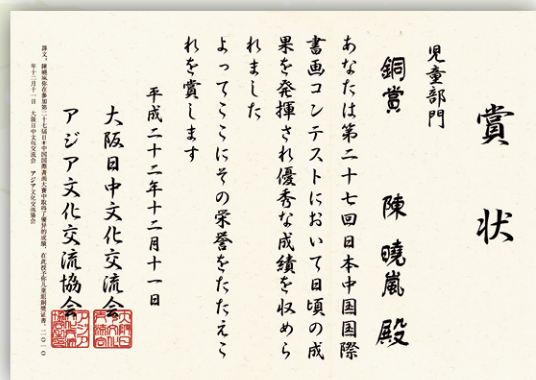 賞状
児童部門
銅賞 陳曉嵐殿
あなたは第二十七回日本中国国際
書画コンテストにおいて日頃の成
果を発揮され優秀な成績を収めら
れました
よってここにその栄誉をたたえこ
れを賞します
平成二十二年十二月十一日
大阪日中文化交流会
アジア文化交流協会